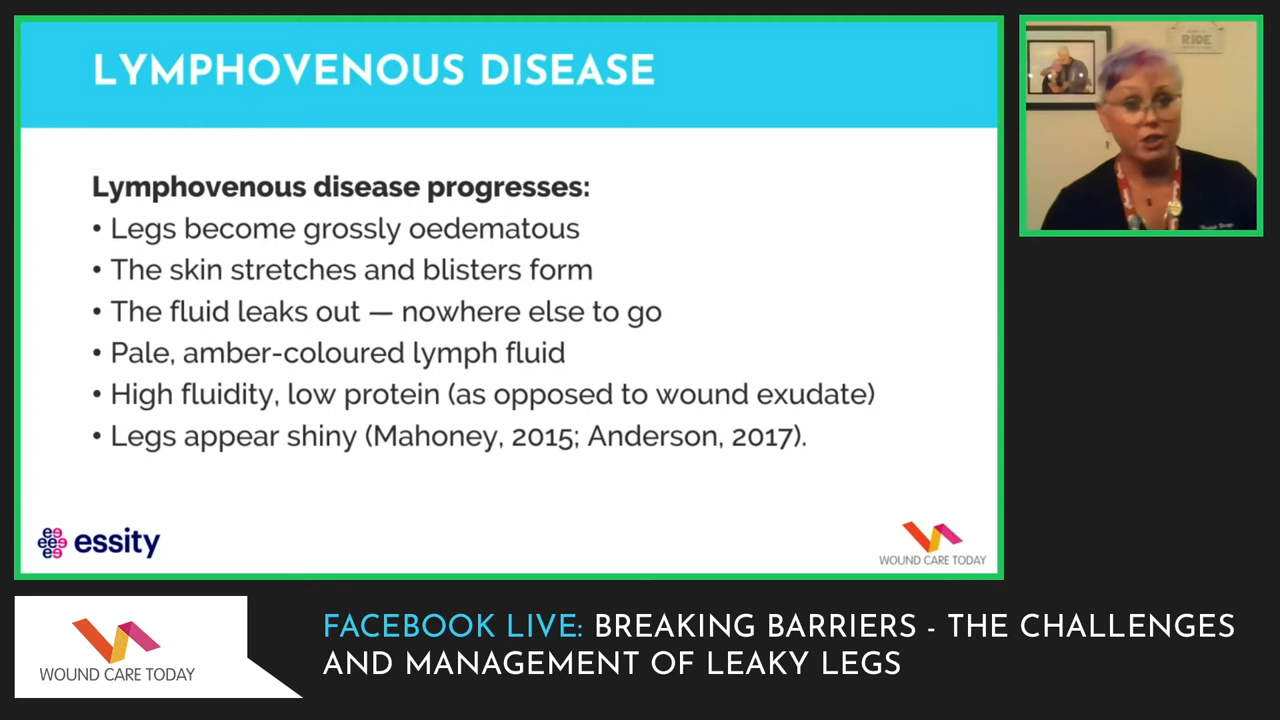 LYMPHOVENOUS DISEASE
Lymphovenous disease progresses:
• Legs become grossly oedematous
• The skin stretches and blisters form
• The fluid leaks out — nowhere else to go
• Pale, amber-coloured lymph fluid
• High fluidity, low protein (as opposed to wound exudate)
• Legs appear shiny (Mahoney, 2015; Anderson, 2017).
essity
WOUND CARE TODAY
RIDE
WOUND CARE TODAY
FACEBOOK LIVE: BREAKING BARRIERS - THE CHALLENGES
AND MANAGEMENT OF LEAKY LEGS